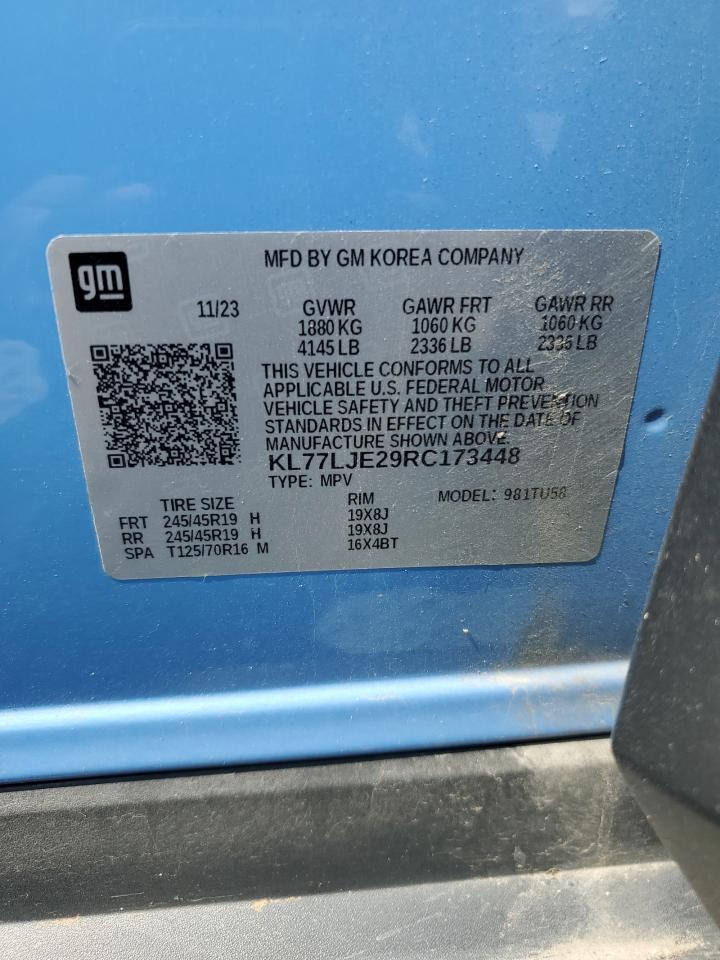 gm
MFD BY GM KOREA COMPANY
11/23 GVWR GAWR FRT GAWR RR
1880 KG 1060 KG 1060 KG
4145 LB 2336 LB 2336 LB
THIS VEHICLE CONFORMS TO ALL
APPLICABLE U.S. FEDERAL MOTOR
VEHICLE SAFETY AND THEFT PREVENTION
STANDARDS IN EFFECT ON THE DATE OF
MANUFACTURE SHOWN ABOVE.
KL77LJE29RC173448
TYPE: MPV
TIRE SIZE RIM MODEL: 981TU58
FRT 245/45R19 H 19X8J
RR 245/45R19 H 19X8J
SPA T125/70R16 M 16X4BT